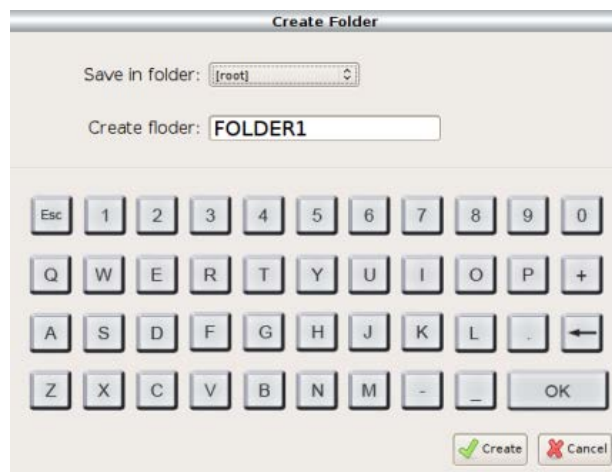 Create Folder
Save in folder: [root]
Create floder: FOLDER1
Esc 1 2 3 4 5 6 7 8 9 0
Q W E R T Y U I O P +
A S D F G H J K L .
Z X C V B N M - _ OK
Create Cancel